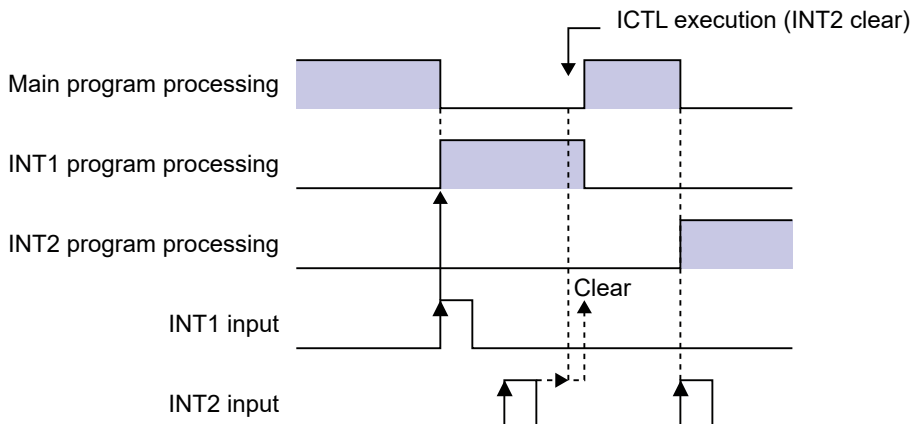 ICTL execution (INT2 clear)
Main program processing
INT1 program processing
INT2 program processing
Clear
INT1 input
INT2 input